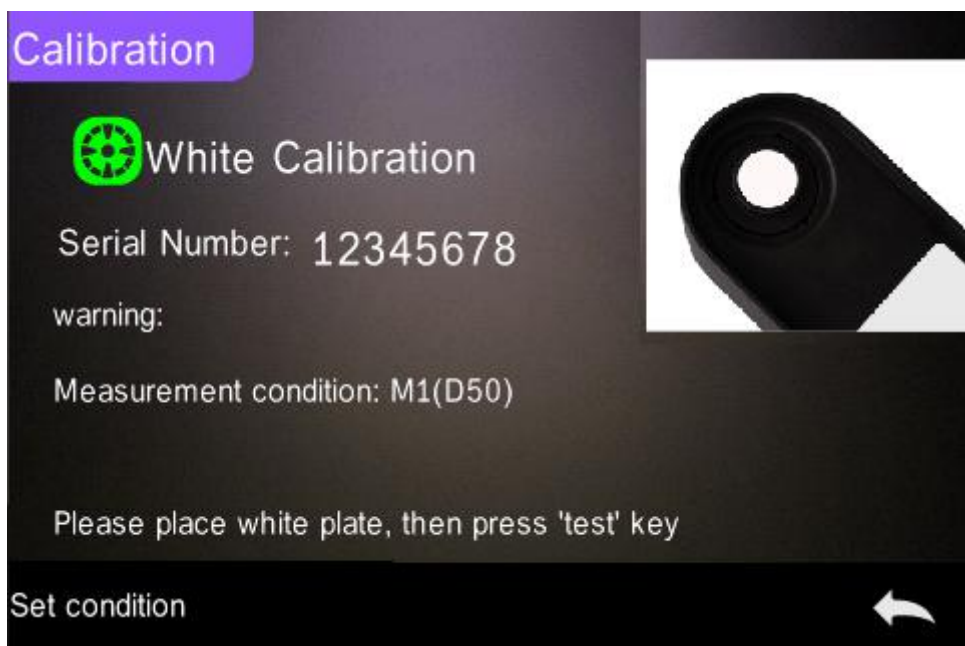 Calibration
White Calibration
Serial Number: 12345678
warning:
Measurement condition: M1(D50)
Please place white plate, then press 'test' key
Set condition